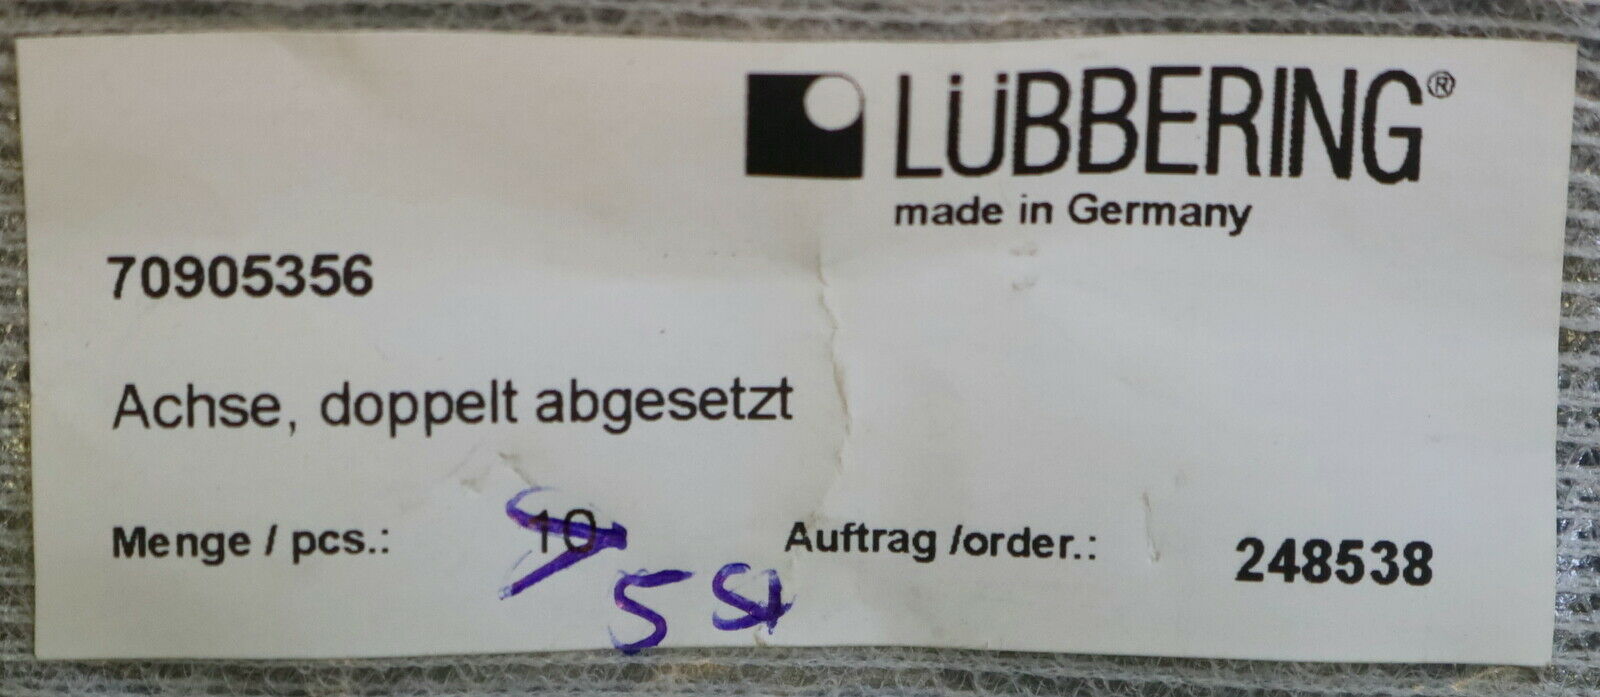 LÜBBERING®
made in Germany
70905356
Achse, doppelt abgesetzt
Menge / pcs.: 10 Auftrag /order.: 248538
5 St